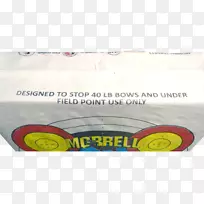 DESIGNED TO STOP 40 LB BOWS AND UNDER
FIELD POINT USE ONLY
MORRELL